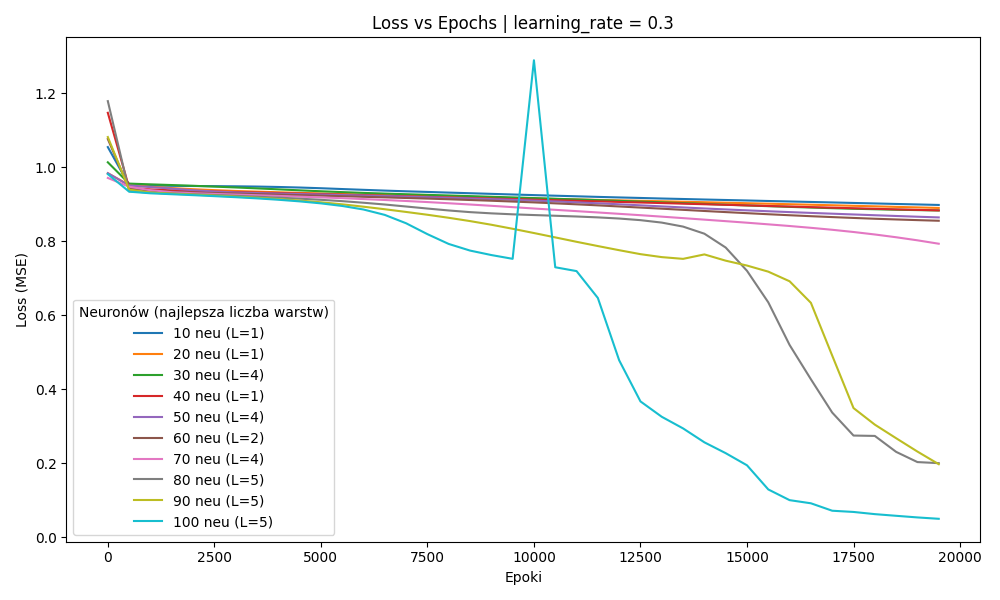 Loss vs Epochs | learning_rate = 0.3
Loss (MSE)
1.2
1.0
0.8
0.6
0.4
0.2
0.0
Neuronów (najlepsza liczba warstw)
10 neu (L=1)
20 neu (L=1)
30 neu (L=4)
40 neu (L=1)
50 neu (L=4)
60 neu (L=2)
70 neu (L=4)
80 neu (L=5)
90 neu (L=5)
100 neu (L=5)
0 2500 5000 7500 10000 12500 15000 17500 20000
Epoki